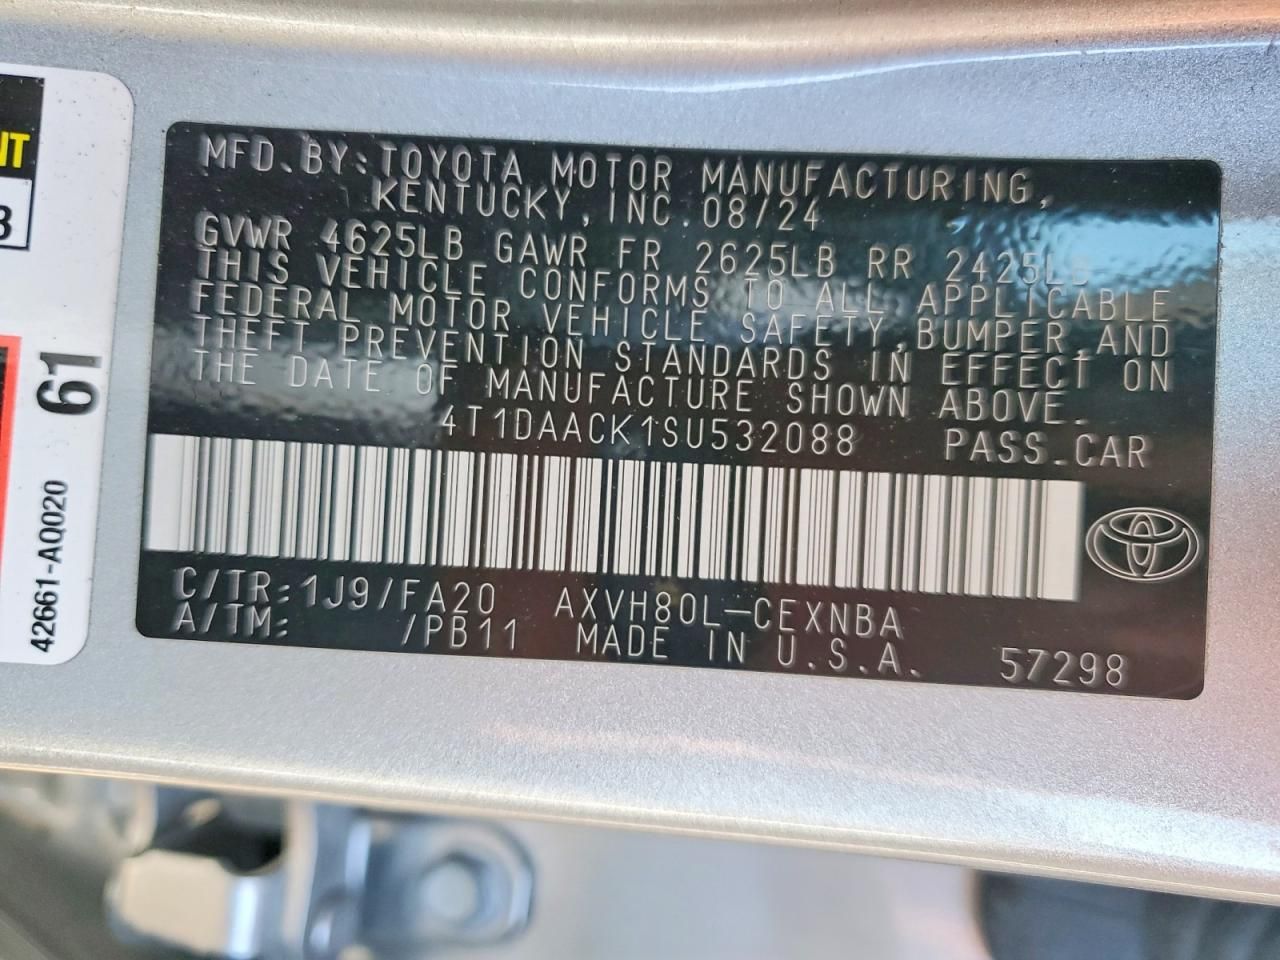 MFD. BY: TOYOTA MOTOR MANUFACTURING,
KENTUCKY, INC. 08/24
GVWR 4625LB GAWR FR 2625LB RR 2425LB
THIS VEHICLE CONFORMS TO ALL APPLICABLE
FEDERAL MOTOR VEHICLE SAFETY, BUMPER, AND
THEFT PREVENTION STANDARDS IN EFFECT ON
THE DATE OF MANUFACTURE SHOWN ABOVE.
4T1DAACK1SU532088 PASS. CAR
C/TR: 1J9/FA20 AXVH80L-CEXNBA
A/TM: /PB11 MADE IN U.S.A. 57298
61
42661-AQ020